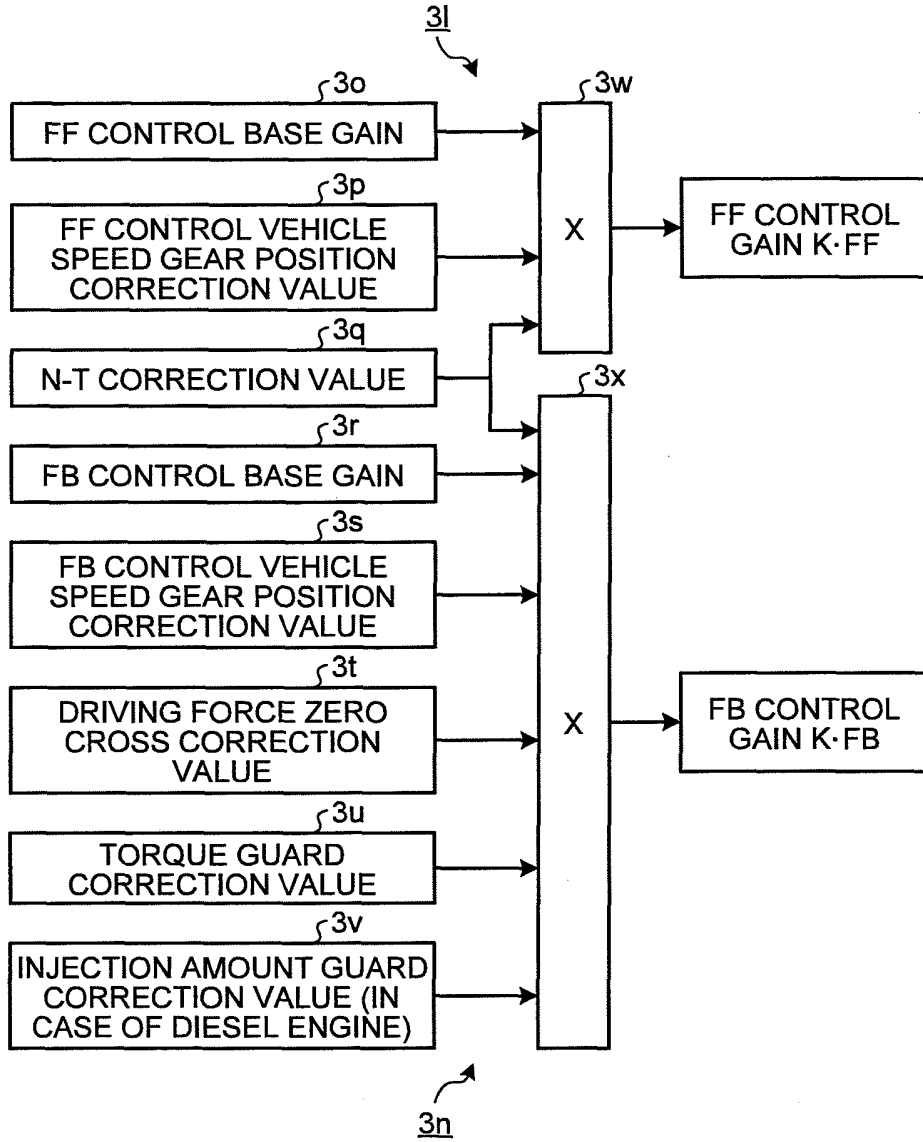 3l
3o
FF CONTROL BASE GAIN
3p
FF CONTROL VEHICLE
SPEED GEAR POSITION
CORRECTION VALUE
3q
N-T CORRECTION VALUE
3r
FB CONTROL BASE GAIN
3s
FB CONTROL VEHICLE
SPEED GEAR POSITION
CORRECTION VALUE
3t
DRIVING FORCE ZERO
CROSS CORRECTION
VALUE
3u
TORQUE GUARD
CORRECTION VALUE
3v
INJECTION AMOUNT GUARD
CORRECTION VALUE (IN
CASE OF DIESEL ENGINE)
3w
X
FF CONTROL
GAIN K·FF
3x
X
FB CONTROL
GAIN K·FB
3n